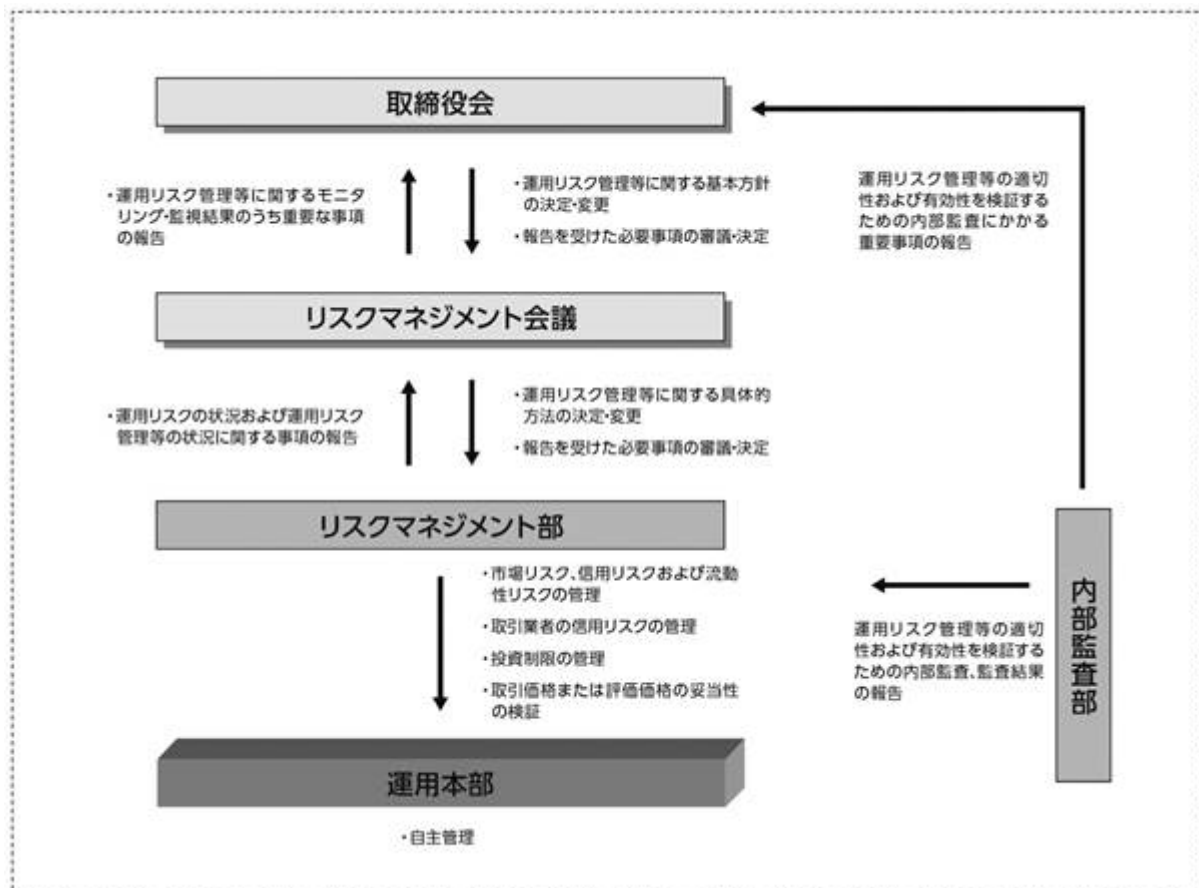 取締役会
・運用リスク管理等に関するモニタ
リング・監視結果のうち重要な事項
の報告
・運用リスク管理等に関する基本方針
の決定・変更
・報告を受けた必要事項の審議・決定
運用リスク管理等の適切
性および有効性を検証する
ための内部監査にかかる
重要事項の報告
リスクマネジメント会議
・運用リスクの状況および運用リスク
管理等の状況に関する事項の報告
・運用リスク管理等に関する具体的
方法の決定・変更
・報告を受けた必要事項の審議・決定
リスクマネジメント部
・市場リスク、信用リスクおよび流動
性リスクの管理
・取引業者の信用リスクの管理
・投資制限の管理
・取引価格または評価価格の妥当性
の検証
運用リスク管理等の適切
性および有効性を検証する
ための内部監査、監査結果
の報告
内部監査部
運用本部
・自主管理